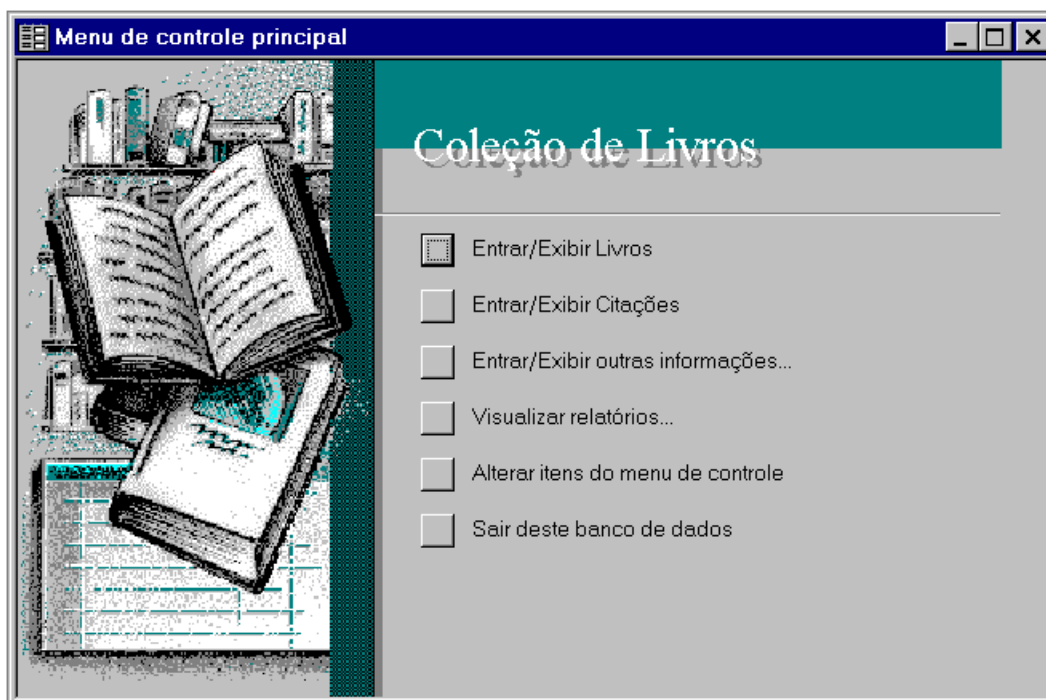 Menu de controle principal
Coleção de Livros
Entrar/Exibir Livros
Entrar/Exibir Citações
Entrar/Exibir outras informações...
Visualizar relatórios...
Alterar itens do menu de controle
Sair deste banco de dados